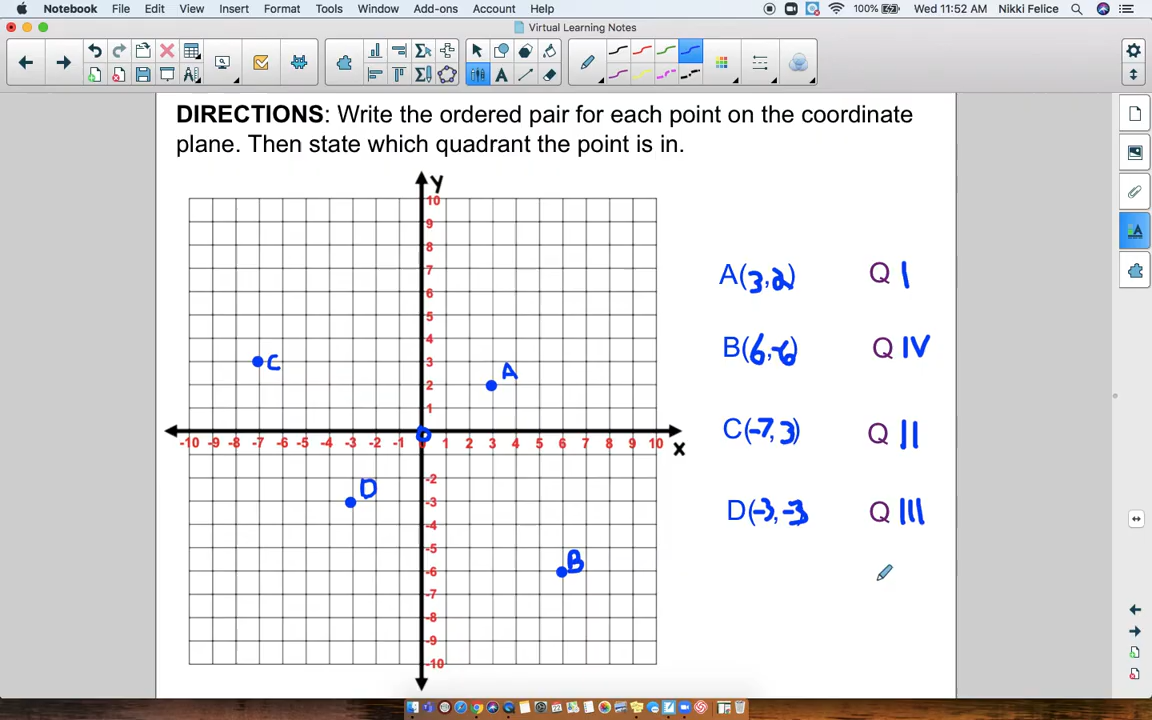 Notebook File Edit View Insert Format Tools Window Add-ons Account Help 100% Wed 11:52 AM Nikki Felice
Virtual Learning Notes
DIRECTIONS: Write the ordered pair for each point on the coordinate
plane. Then state which quadrant the point is in.
y
10
9
8
7
6
5
4
3
2
1
C
A
-10 -9 -8 -7 -6 -5 -4 -3 -2 -1 1 2 3 4 5 6 7 8 9 10
x
-2
-3
-4
-5
-6
-7
-8
-9
-10
D
B
A(3,2) Q I
B(6,-6) Q IV
C(-7,3) Q II
D(-3,-3) Q III